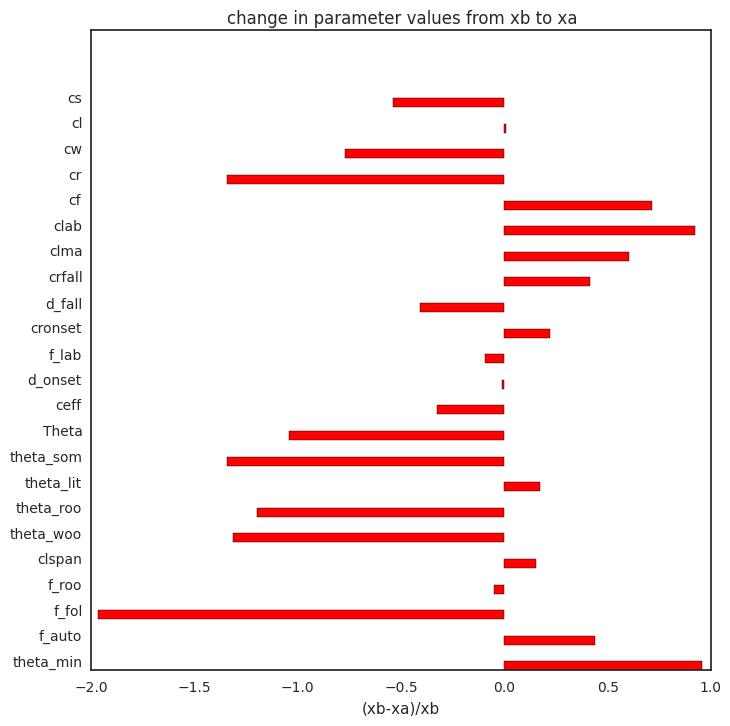 change in parameter values from xb to xa
cs
cl
cw
cr
cf
clab
clma
crfall
d_fall
cronset
f_lab
d_onset
ceff
Theta
theta_som
theta_lit
theta_roo
theta_woo
clspan
f_roo
f_fol
f_auto
theta_min
−2.0 −1.5 −1.0 −0.5 0.0 0.5 1.0
(xb-xa)/xb